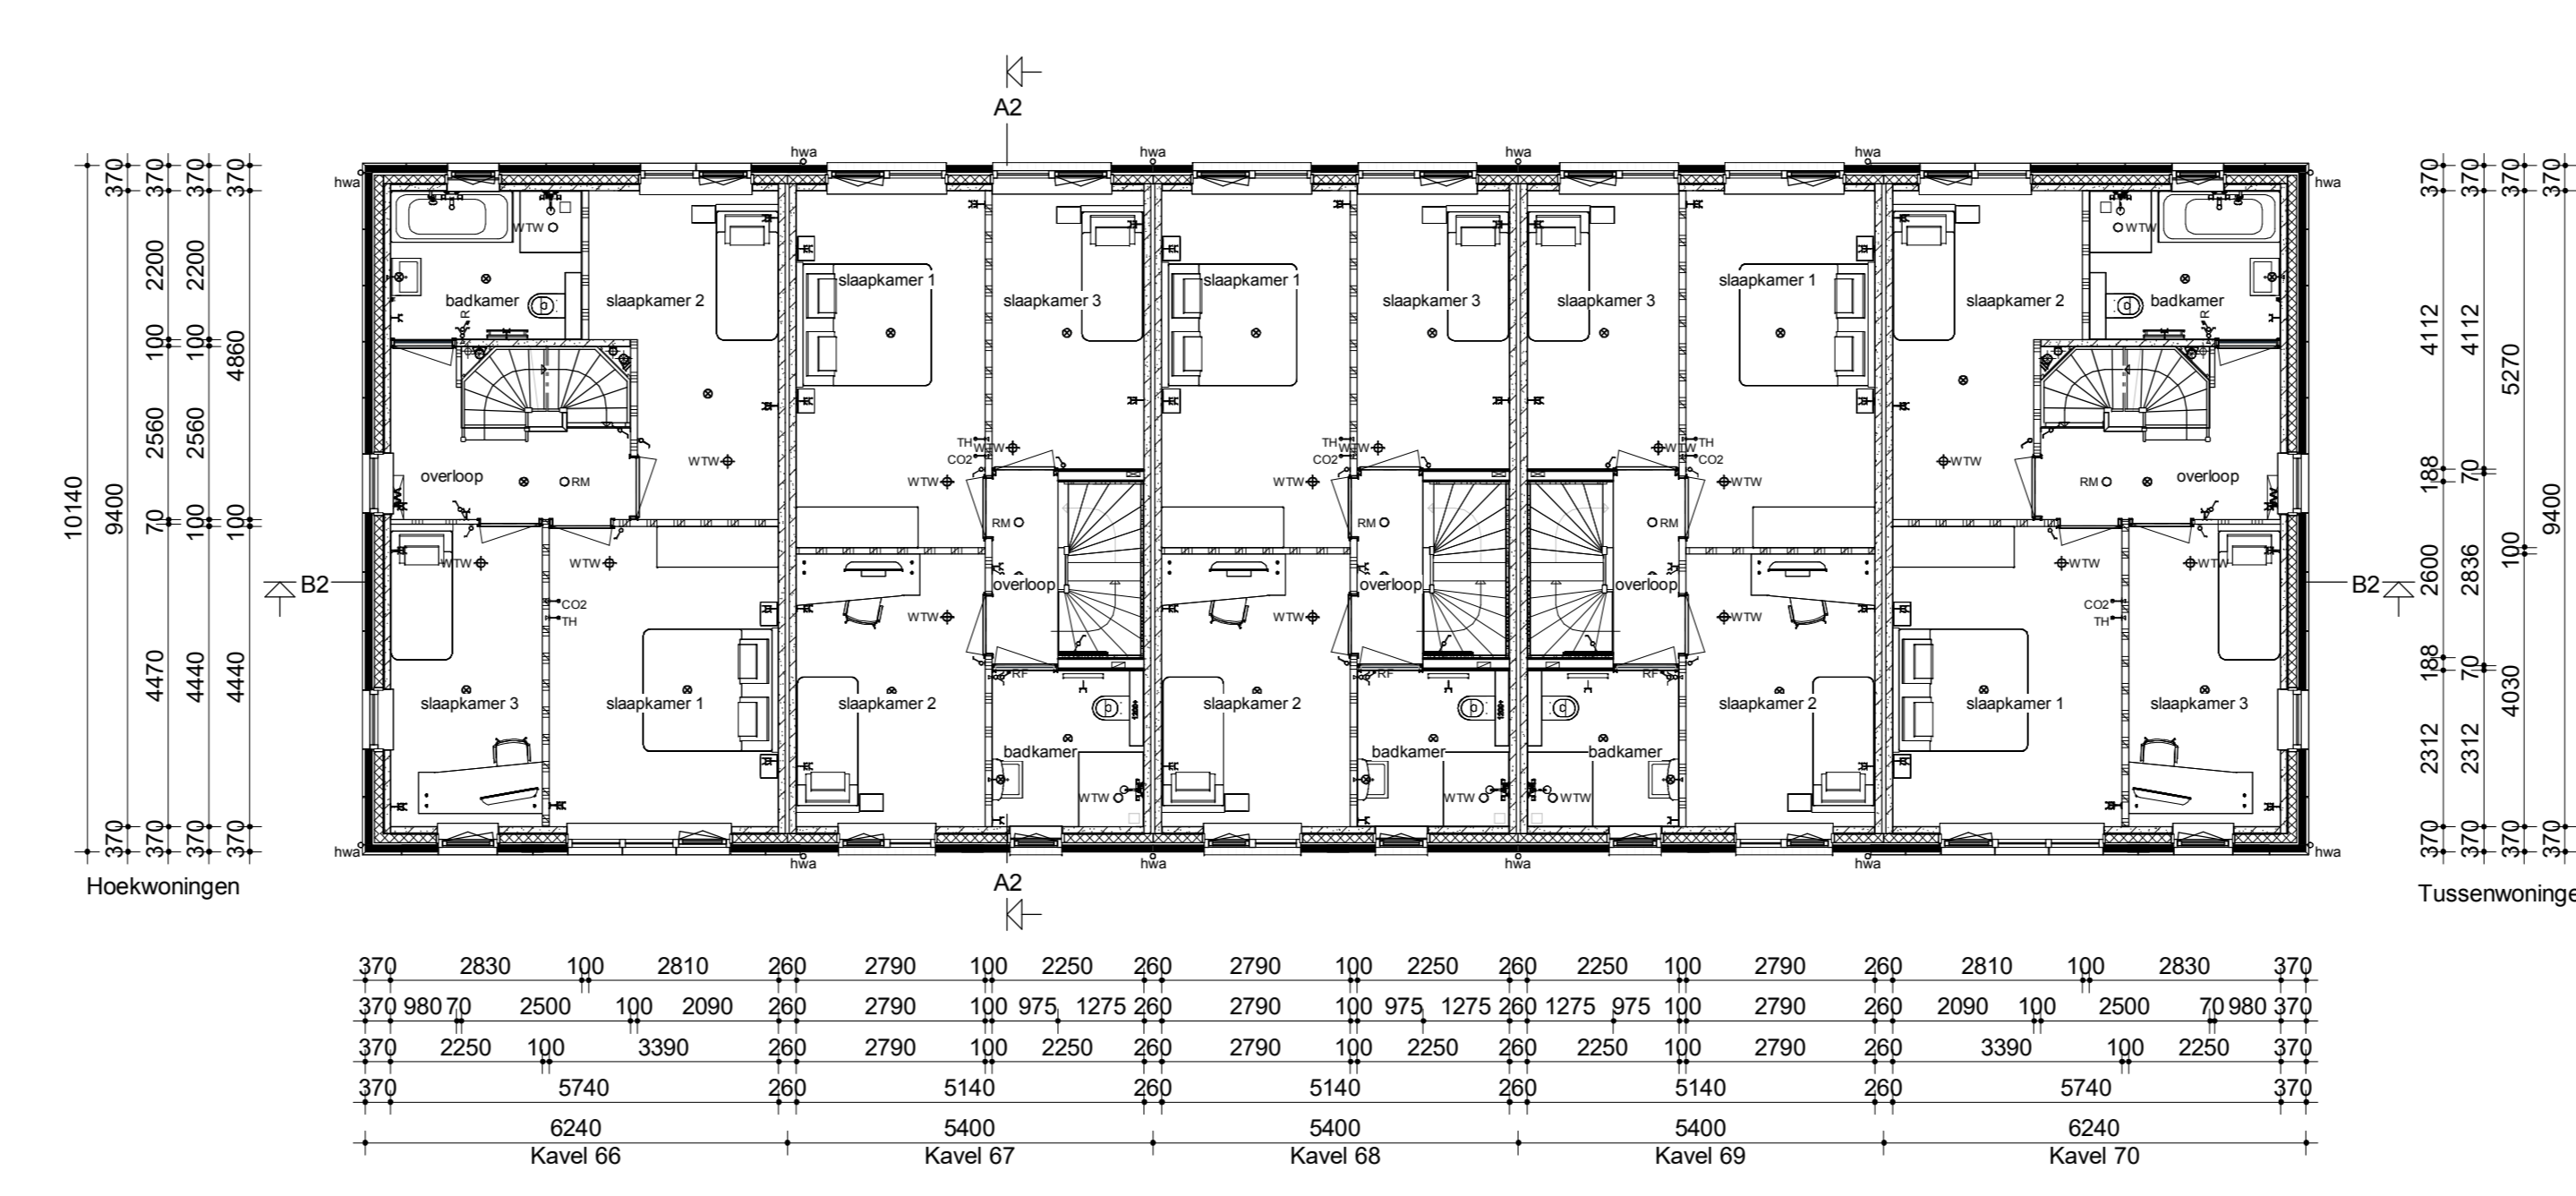 A2
hwa hwa hwa hwa
hwa hwa
370 370 370 370 370
2200 2200
100 100 4860
2560 2560
10140 9400
70 100 100
4470 4440 4440
370 370 370 370 370
Hoekwoningen
WTW
badkamer
slaapkamer 2
R
WTW
overloop
RM
WTW WTW
CO2
TH
slaapkamer 3
slaapkamer 1
B2
slaapkamer 1
slaapkamer 3
TH WTW
CO2
WTW
RM
overloop
WTW
RF
slaapkamer 2
badkamer
WTW
1200+
slaapkamer 1
slaapkamer 3
TH WTW
CO2
WTW
RM
overloop
WTW
RF
slaapkamer 2
badkamer
WTW
1200+
slaapkamer 3
slaapkamer 1
WTW TH
CO2
WTW
RM
overloop
WTW
RF
slaapkamer 2
badkamer
WTW
WTW
slaapkamer 2
badkamer
R
WTW
RM
overloop
WTW WTW
CO2
TH
slaapkamer 1
slaapkamer 3
B2
370 370 370 370
4112 4112 5270
188 70
9400
2600 2836 100
188 70
2312 2312 4030
370 370 370 370
Tussenwoninge
hwa hwa hwa hwa
hwa hwa
A2
370 2830 100 2810 260 2790 100 2250 260 2790 100 2250 260 2250 100 2790 260 2810 100 2830 370
370 980 70 2500 100 2090 260 2790 100 975 1275 260 2790 100 975 1275 260 1275 975 100 2790 260 2090 100 2500 70 980 370
370 2250 100 3390 260 2790 100 2250 260 2790 100 2250 260 2250 100 2790 260 3390 100 2250 370
370 5740 260 5140 260 5140 260 5140 260 5740 370
6240 5400 5400 5400 6240
Kavel 66 Kavel 67 Kavel 68 Kavel 69 Kavel 70